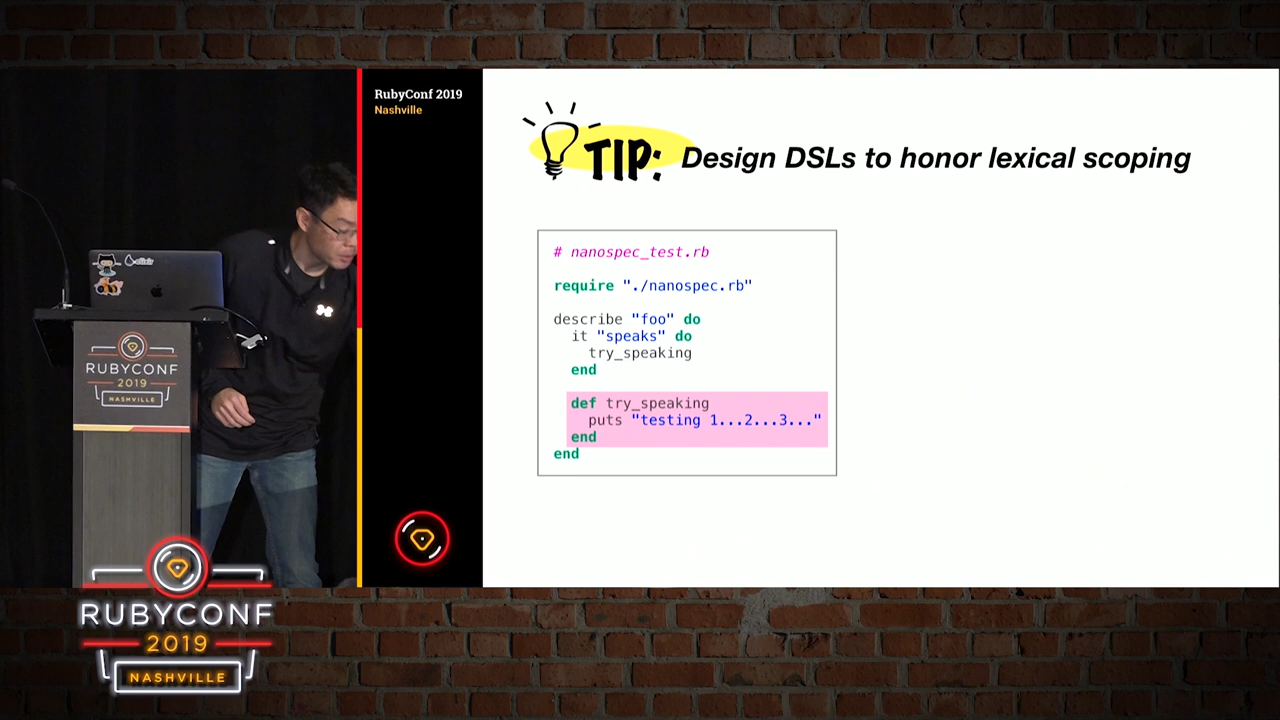 RubyConf 2019
Nashville
TIP: Design DSLs to honor lexical scoping
# nanospec_test.rb
require "./nanospec.rb"
describe "foo" do
it "speaks" do
try_speaking
end
def try_speaking
puts "testing 1...2...3..."
end
end
elixir
RUBYCONF
2019
NASHVILLE
RUBYCONF
2019
NASHVILLE